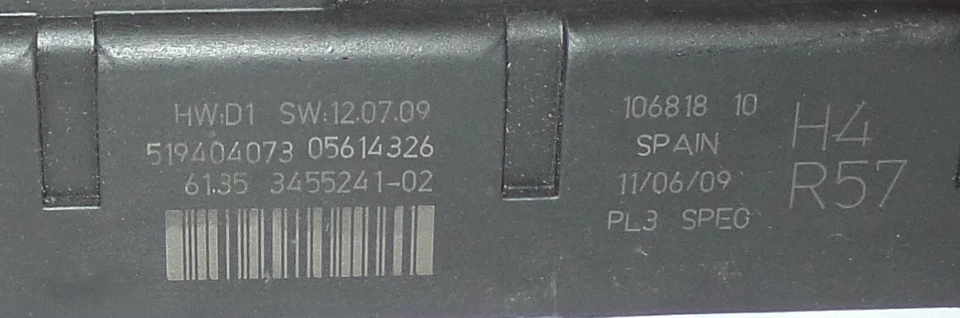 HW:D1 SW:12.07.09
519404073 05614326
61.35 3455241-02
106818 10
SPAIN
11/06/09
PL3 SPEG
H4
R57